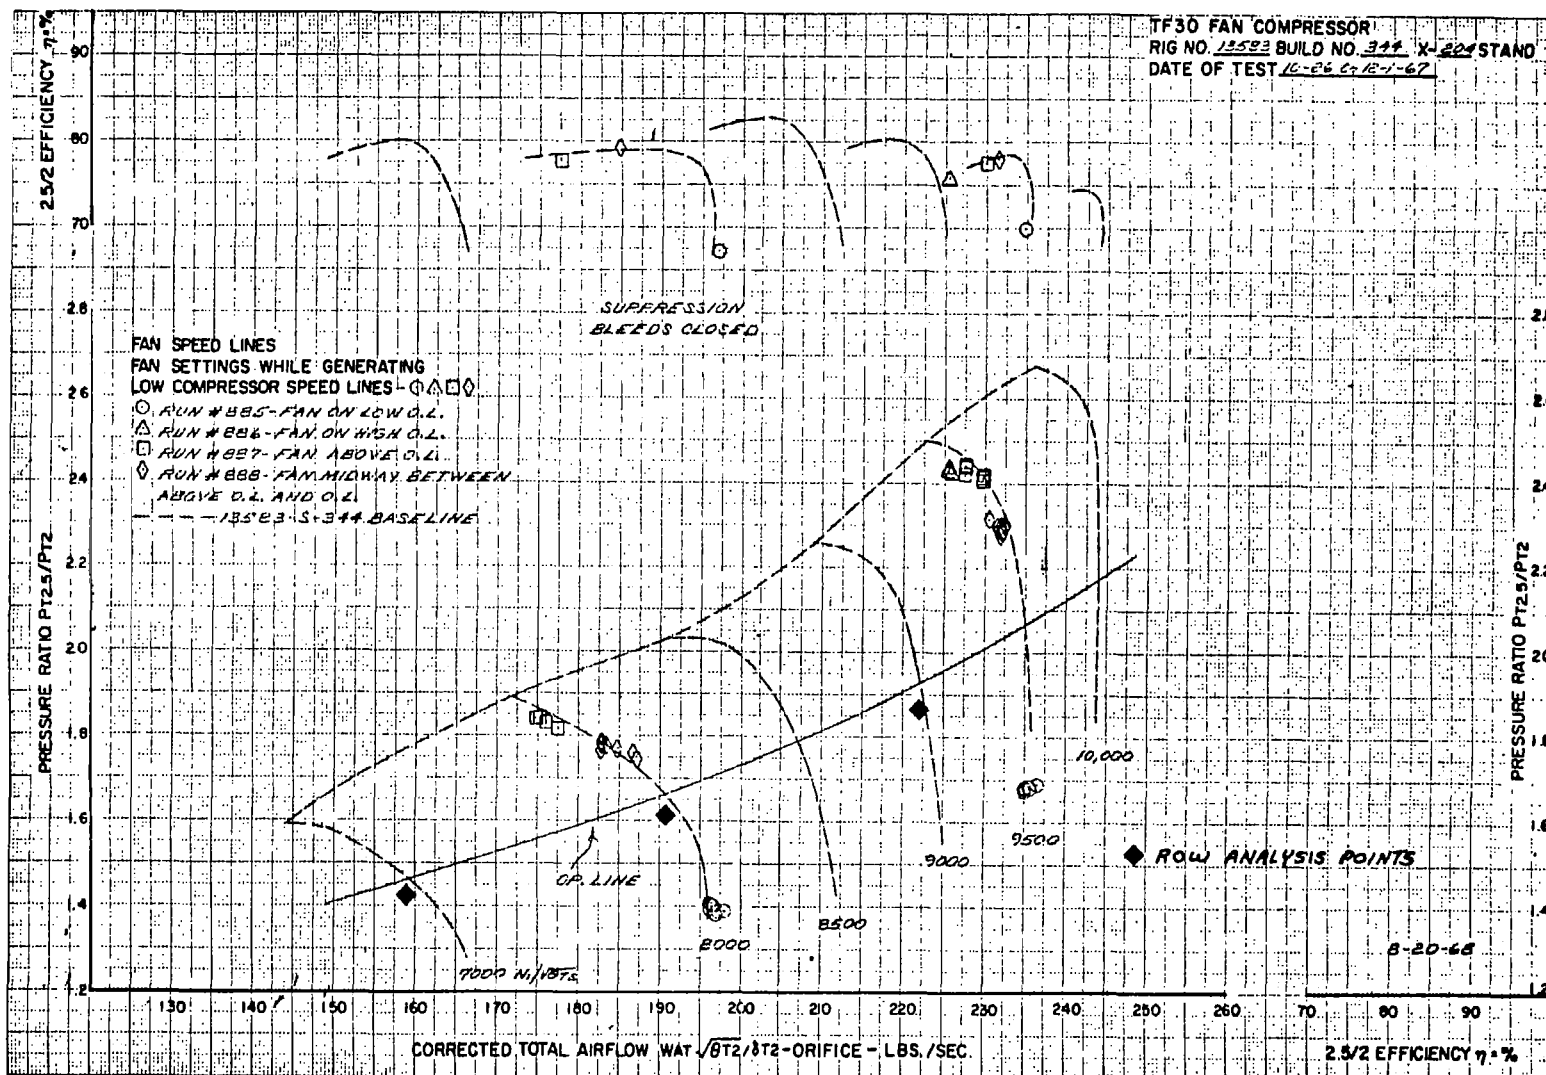 TF30 FAN COMPRESSOR
RIG NO. 13583 BUILD NO. 344 X-204 STAND
DATE OF TEST
2.5/2 EFFICIENCY η=%
90
80
70
SUPPRESSION
BLEEDS CLOSED
FAN SPEED LINES
FAN SETTINGS WHILE GENERATING
LOW COMPRESSOR SPEED LINES -
RUN #885-FAN ON LOW O.L.
RUN #886-FAN ON HIGH O.L.
RUN #887-FAN ABOVE O.L.
RUN #888-FAN MIDWAY BETWEEN
ABOVE O.L. AND O.L.
13583-S-344 BASELINE
PRESSURE RATIO PT2.5/PT2
2.8
2.6
2.4
2.2
2.0
1.8
1.6
1.4
1.2
OP. LINE
7000 N1/√θT2
8000
8500
9000
9500
10,000
◆ ROW ANALYSIS POINTS
8-20-68
PRESSURE RATIO PT2.5/PT2
130 140 150 160 170 180 190 200 210 220 230 240 250 260 70 80 90
CORRECTED TOTAL AIRFLOW WAT √θT2/δT2-ORIFICE - LBS./SEC.
2.5/2 EFFICIENCY η=%